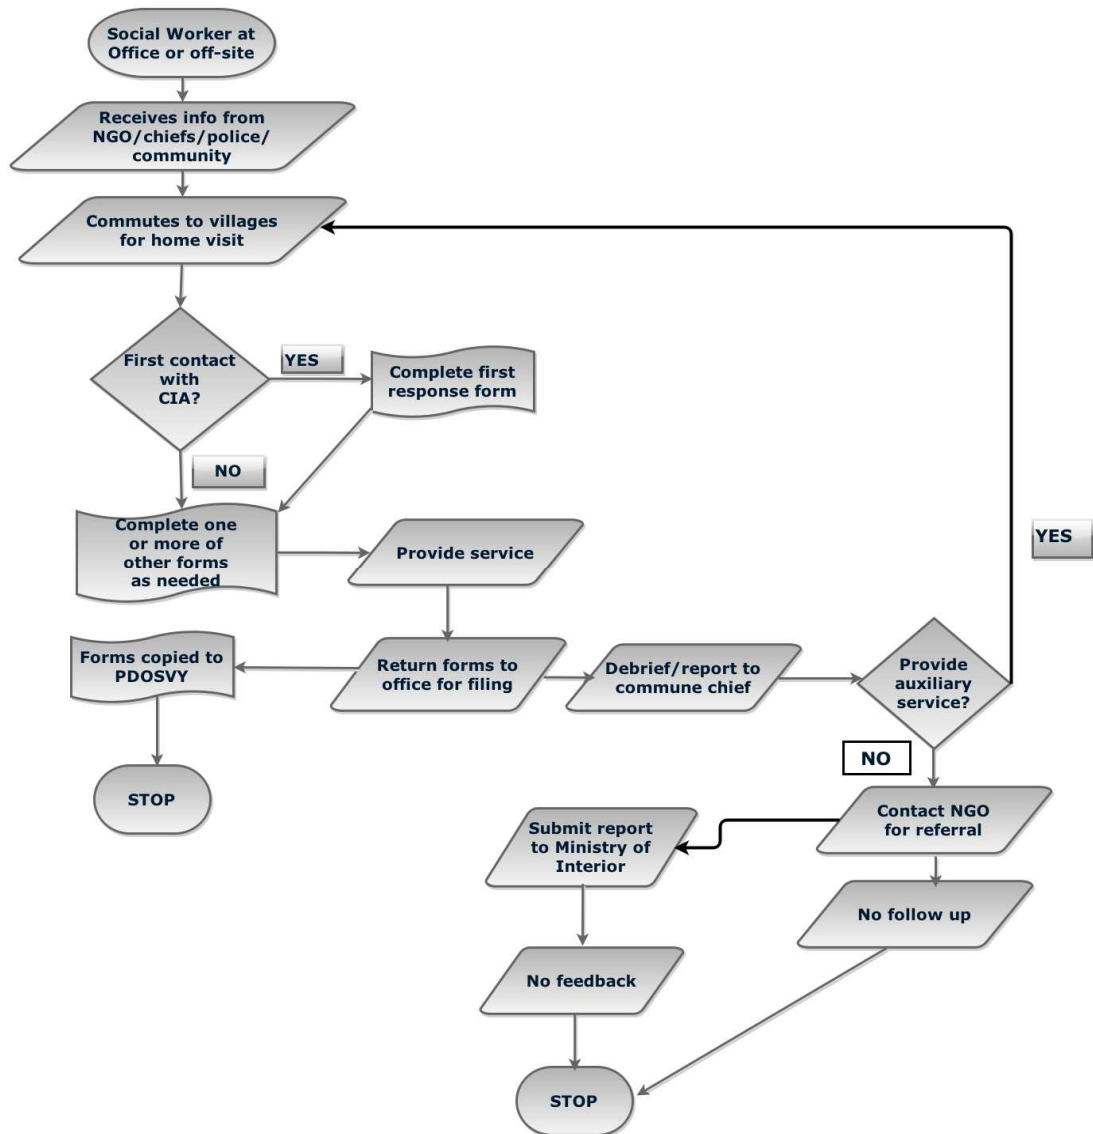 Social Worker at
Office or off-site
Receives info from
NGO/chiefs/police/
community
Commutes to villages
for home visit
First contact
with
CIA?
YES
Complete first
response form
NO
Complete one
or more of
other forms
as needed
Provide service
YES
Forms copied to
PDOSVY
Return forms to
office for filing
Debrief/report to
commune chief
Provide
auxiliary
service?
NO
STOP
Contact NGO
for referral
Submit report
to Ministry of
Interior
No follow up
No feedback
STOP